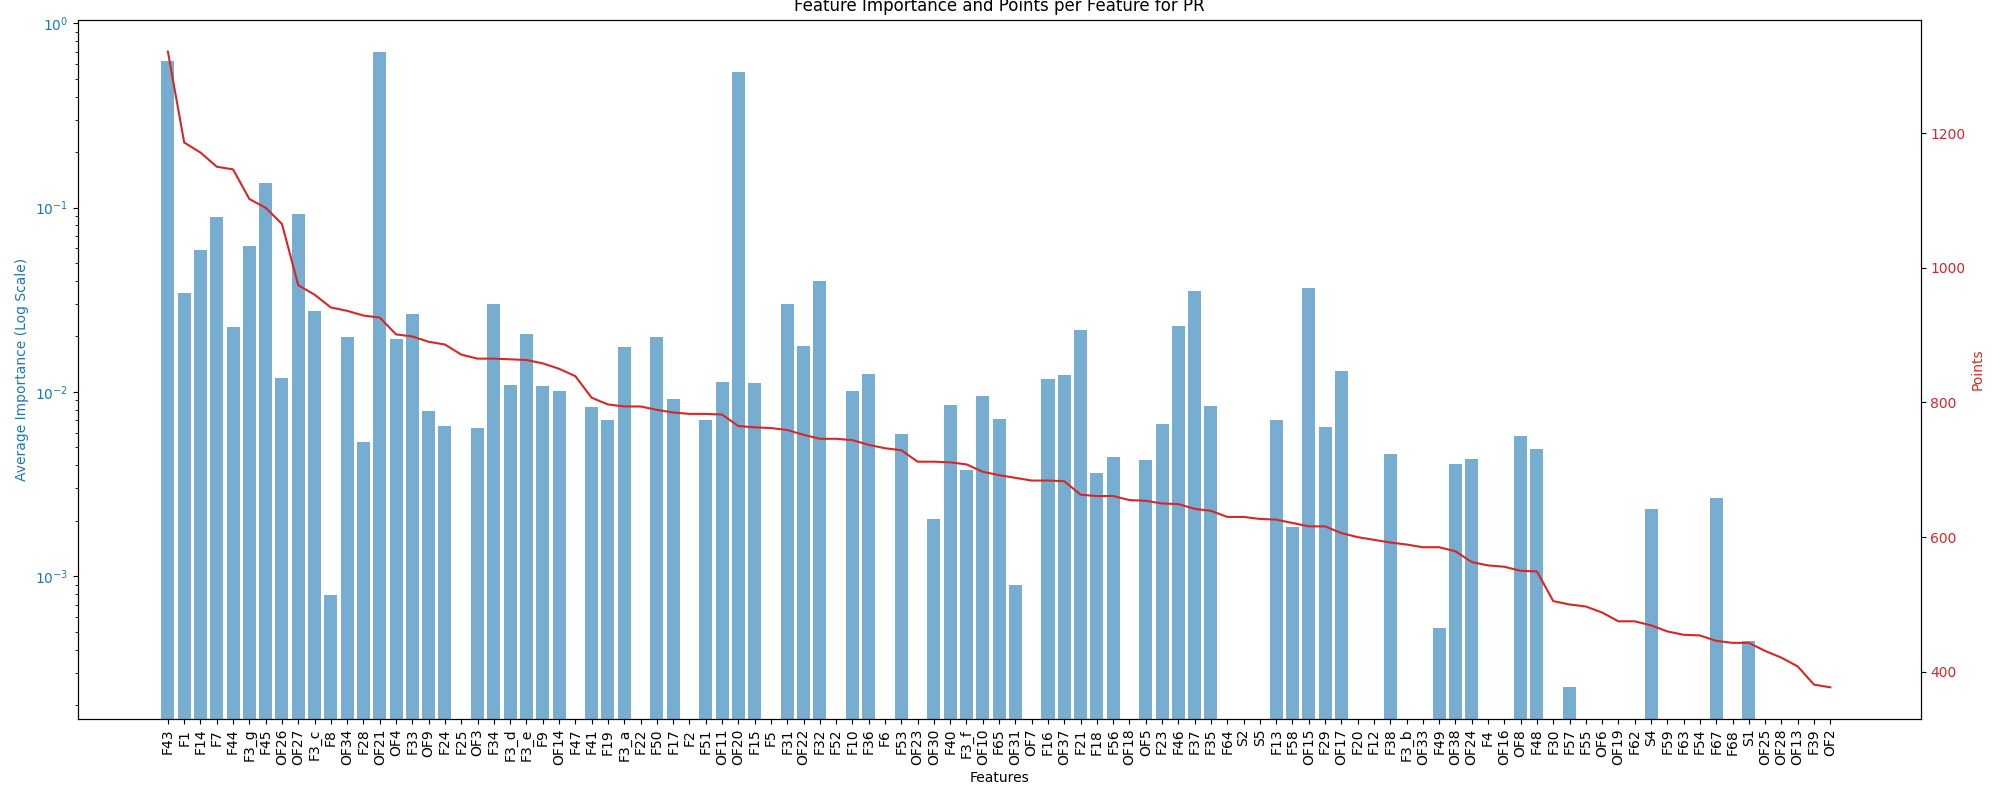 Feature Importance and Points per Feature for PR
10⁰
10⁻¹
10⁻²
10⁻³
Average Importance (Log Scale)
1200
1000
800
600
400
Points
F43 F1 F14 F7 F44 F3_g F45 OF26 OF27 F3_c F8 OF34 F28 OF21 OF4 F33 OF9 F24 F25 OF3 F34 F3_d F3_e F9 OF14 F47 F41 F19 F3_a F22 F50 F17 F2 F51 OF11 OF20 F15 F5 F31 OF22 F32 F52 F10 F36 F6 F53 OF23 OF30 F40 F3_f OF10 F65 OF31 OF7 F16 OF37 F21 F18 F56 OF18 OF5 F23 F46 F37 F35 F64 S2 S5 F13 F58 OF15 F29 OF17 F20 F12 F38 F3_b OF33 F49 OF38 OF24 F4 OF16 OF8 F48 F30 F57 F55 OF6 OF19 F62 S4 F59 F63 F54 F67 F68 S1 OF25 OF28 OF13 F39 OF2
Features